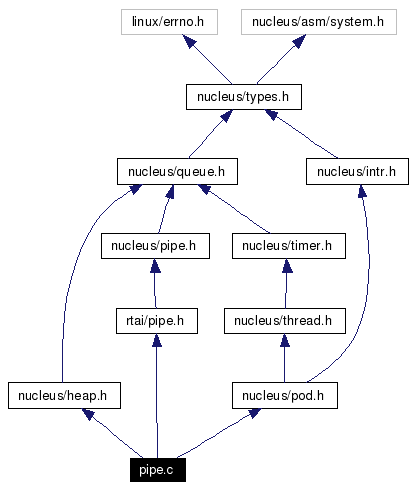 linux/errno.h
nucleus/asm/system.h
nucleus/types.h
nucleus/queue.h
nucleus/intr.h
nucleus/pipe.h
nucleus/timer.h
rtai/pipe.h
nucleus/thread.h
nucleus/heap.h
nucleus/pod.h
pipe.c